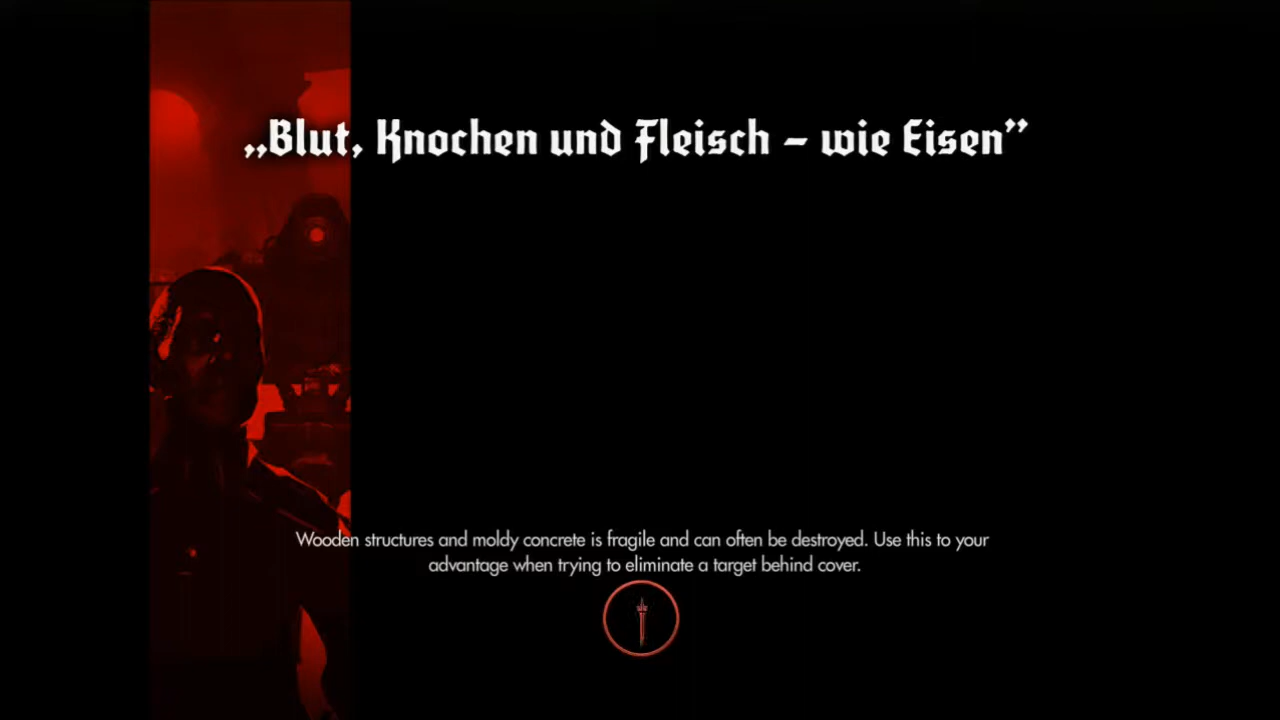 „Blut, Knochen und Fleisch – wie Eisen”
Wooden structures and moldy concrete is fragile and can often be destroyed. Use this to your
advantage when trying to eliminate a target behind cover.